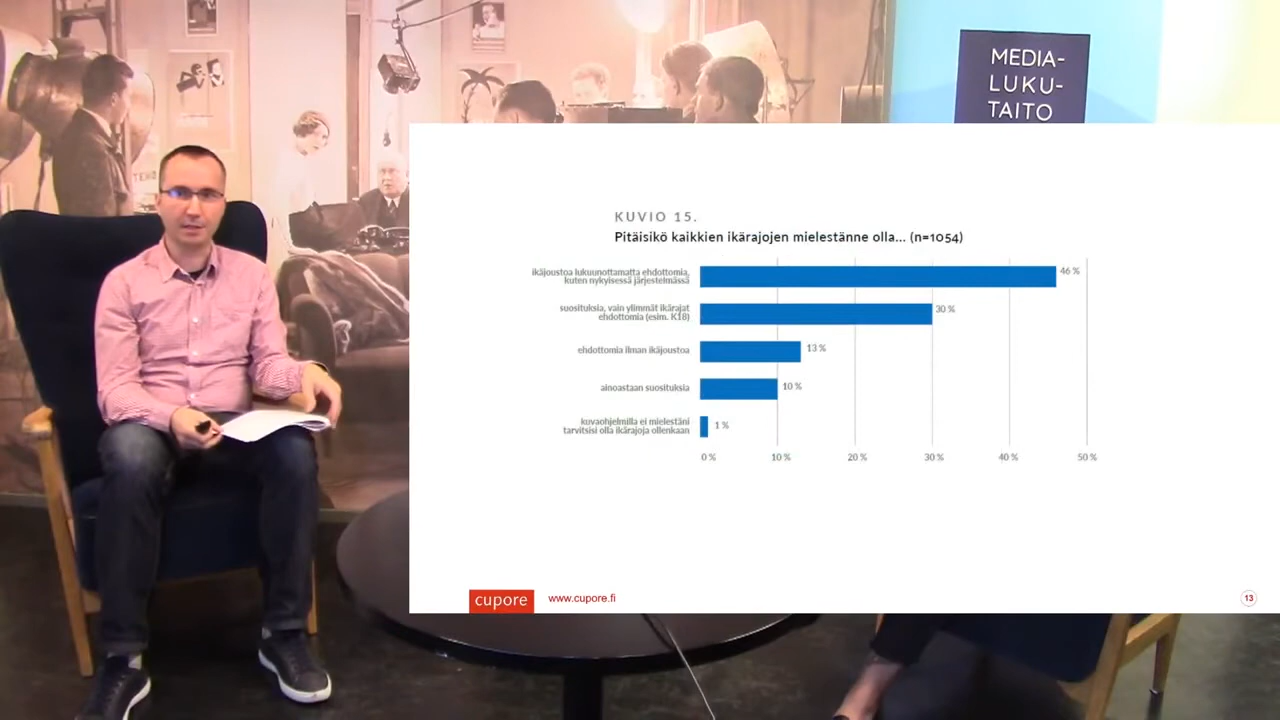 MEDIA-
LUKU-
TAITO
TEHO
KUVIO 15.
Pitäisikö kaikkien ikärajojen mielestänne olla... (n=1054)
ikäjoustoa lukuunottamatta ehdottomia,
kuten nykyisessä järjestelmässä
46 %
suosituksia, vain ylimmät ikärajat
ehdottomia (esim. K18)
30 %
ehdottomia ilman ikäjoustoa
13 %
ainoastaan suosituksia
10 %
kuvaohjelmilla ei mielestäni
tarvitsisi olla ikärajoja ollenkaan
1 %
0 % 10 % 20 % 30 % 40 % 50 %
cupore www.cupore.fi 13